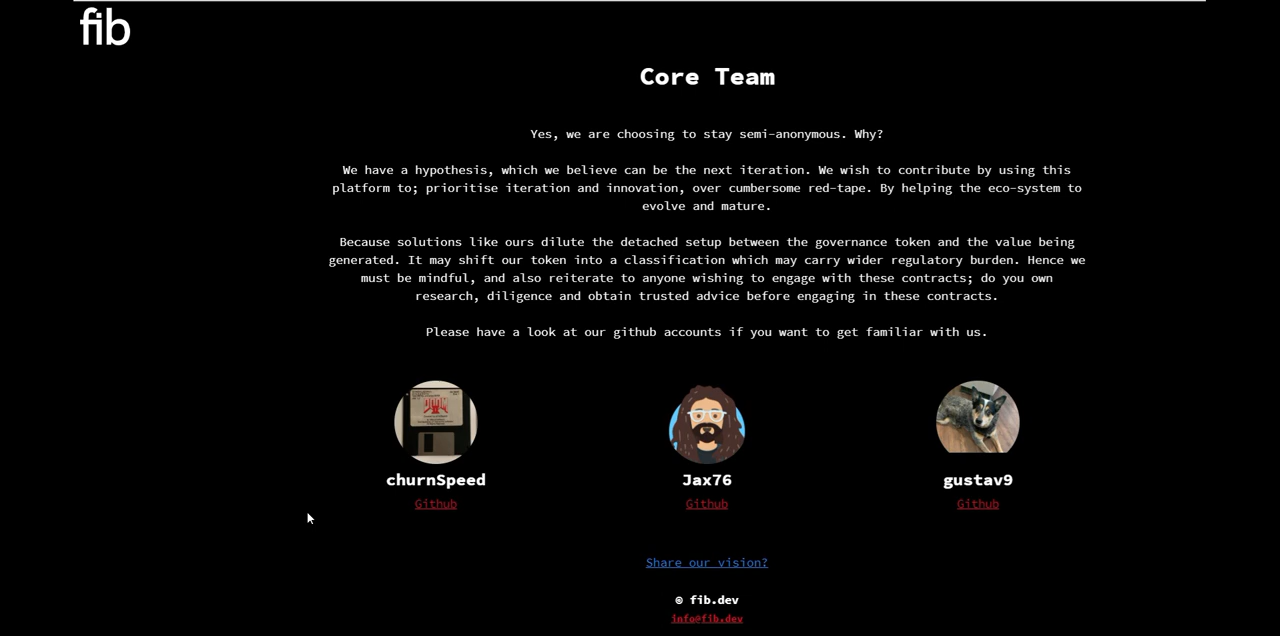 fib
Core Team
Yes, we are choosing to stay semi-anonymous. Why?
We have a hypothesis, which we believe can be the next iteration. We wish to contribute by using this
platform to; prioritise iteration and innovation, over cumbersome red-tape. By helping the eco-system to
evolve and mature.
Because solutions like ours dilute the detached setup between the governance token and the value being
generated. It may shift our token into a classification which may carry wider regulatory burden. Hence we
must be mindful, and also reiterate to anyone wishing to engage with these contracts; do you own
research, diligence and obtain trusted advice before engaging in these contracts.
Please have a look at our github accounts if you want to get familiar with us.
DOOM
churnSpeed
Jax76
gustav9
Github
Github
Github
Share our vision?
© fib.dev
info@fib.dev